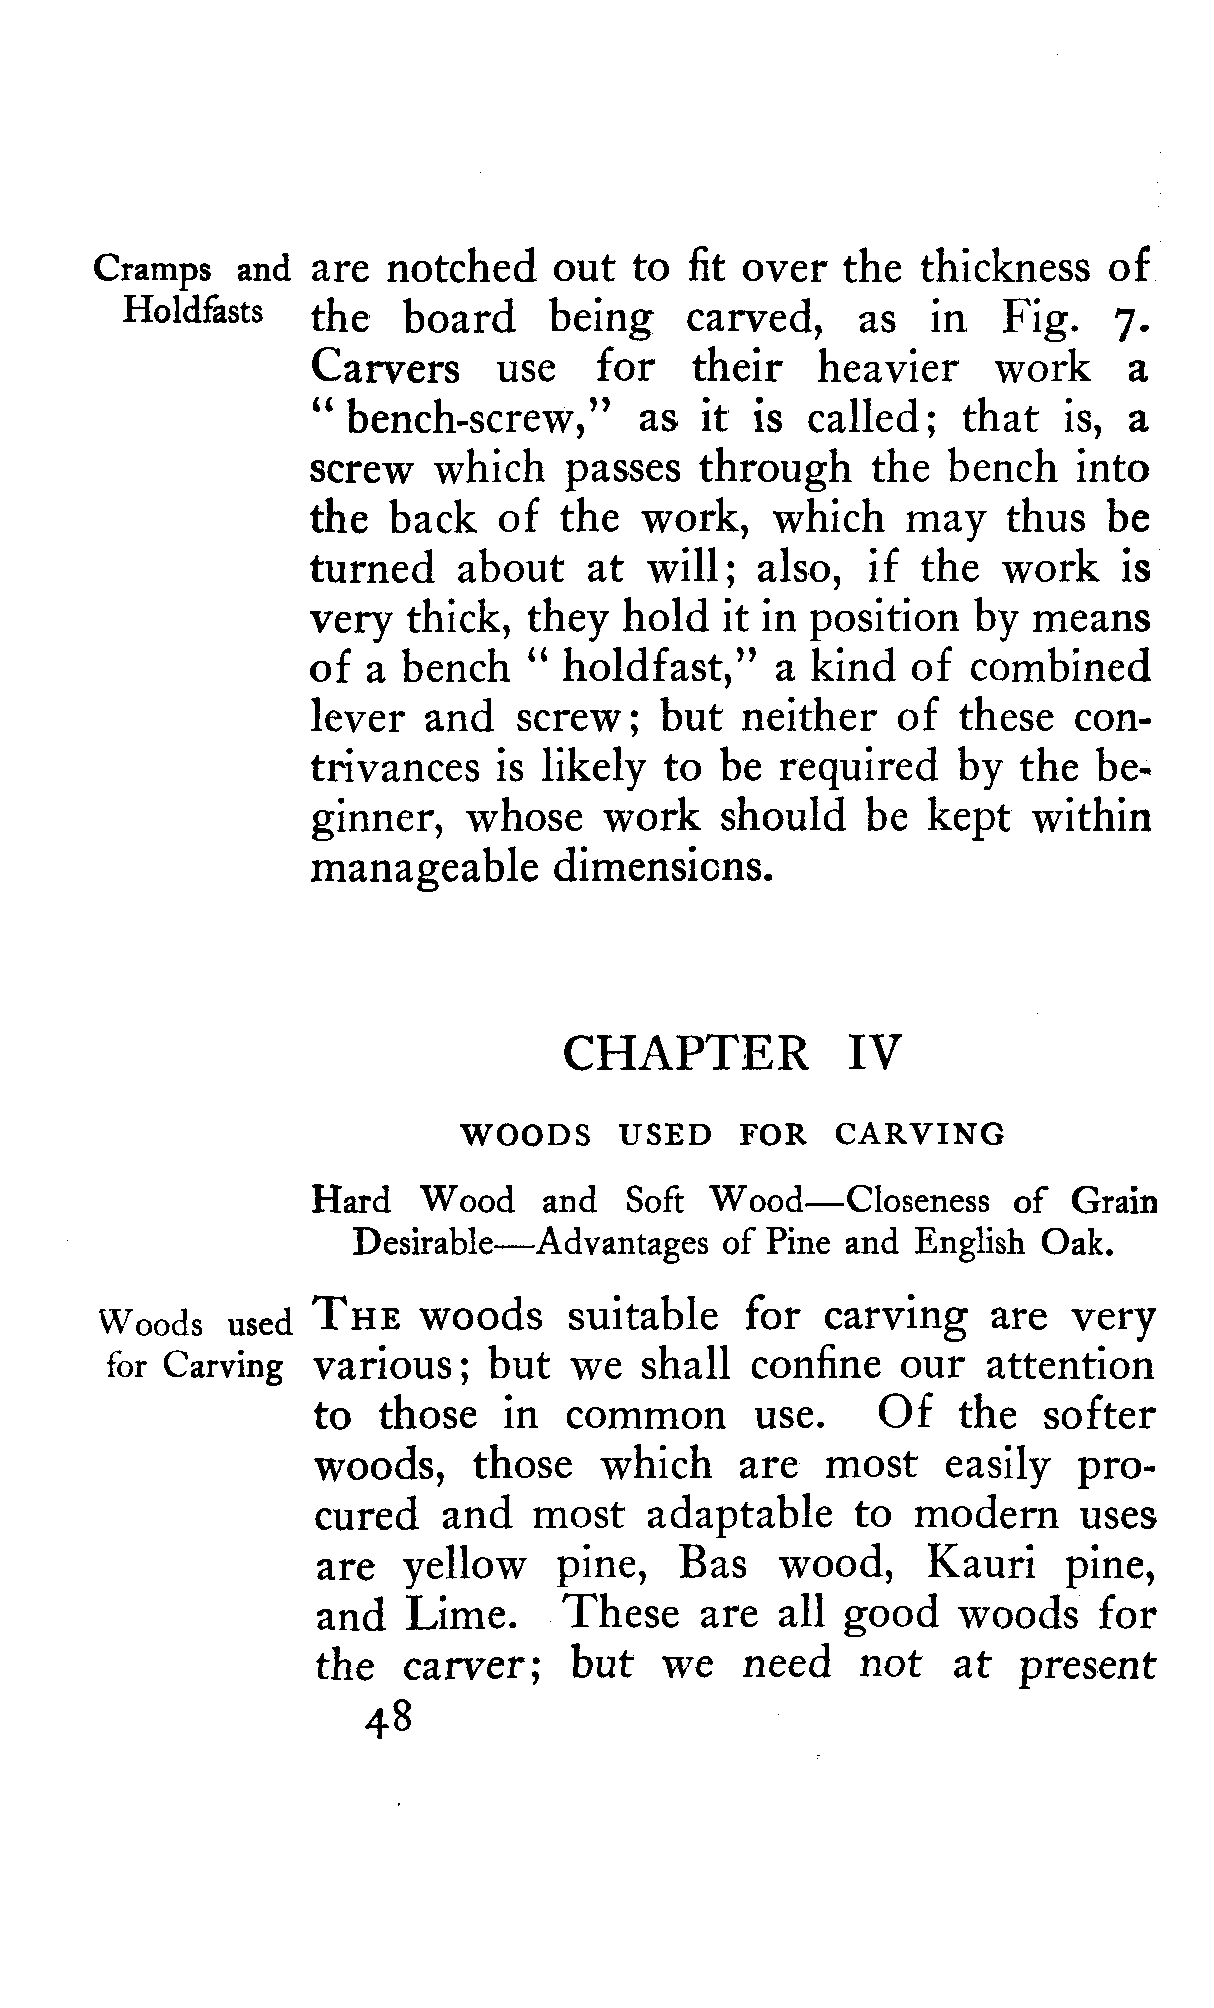 Cramps and are notched out to fit over the thickness of
Holdfasts the board being carved, as in Fig. 7.
Carvers use for their heavier work a
“ bench-screw,” as it is called; that is, a
screw which passes through the bench into
the back of the work, which may thus be
turned about at will; also, if the work is
very thick, they hold it in position by means
of a bench “ holdfast,” a kind of combined
lever and screw; but neither of these con-
trivances is likely to be required by the be-
ginner, whose work should be kept within
manageable dimensions.
CHAPTER IV
WOODS USED FOR CARVING
Hard Wood and Soft Wood—Closeness of Grain
Desirable—Advantages of Pine and English Oak.
Woods used THE woods suitable for carving are very
for Carving various; but we shall confine our attention
to those in common use. Of the softer
woods, those which are most easily pro-
cured and most adaptable to modern uses
are yellow pine, Bas wood, Kauri pine,
and Lime. These are all good woods for
the carver; but we need not at present
48